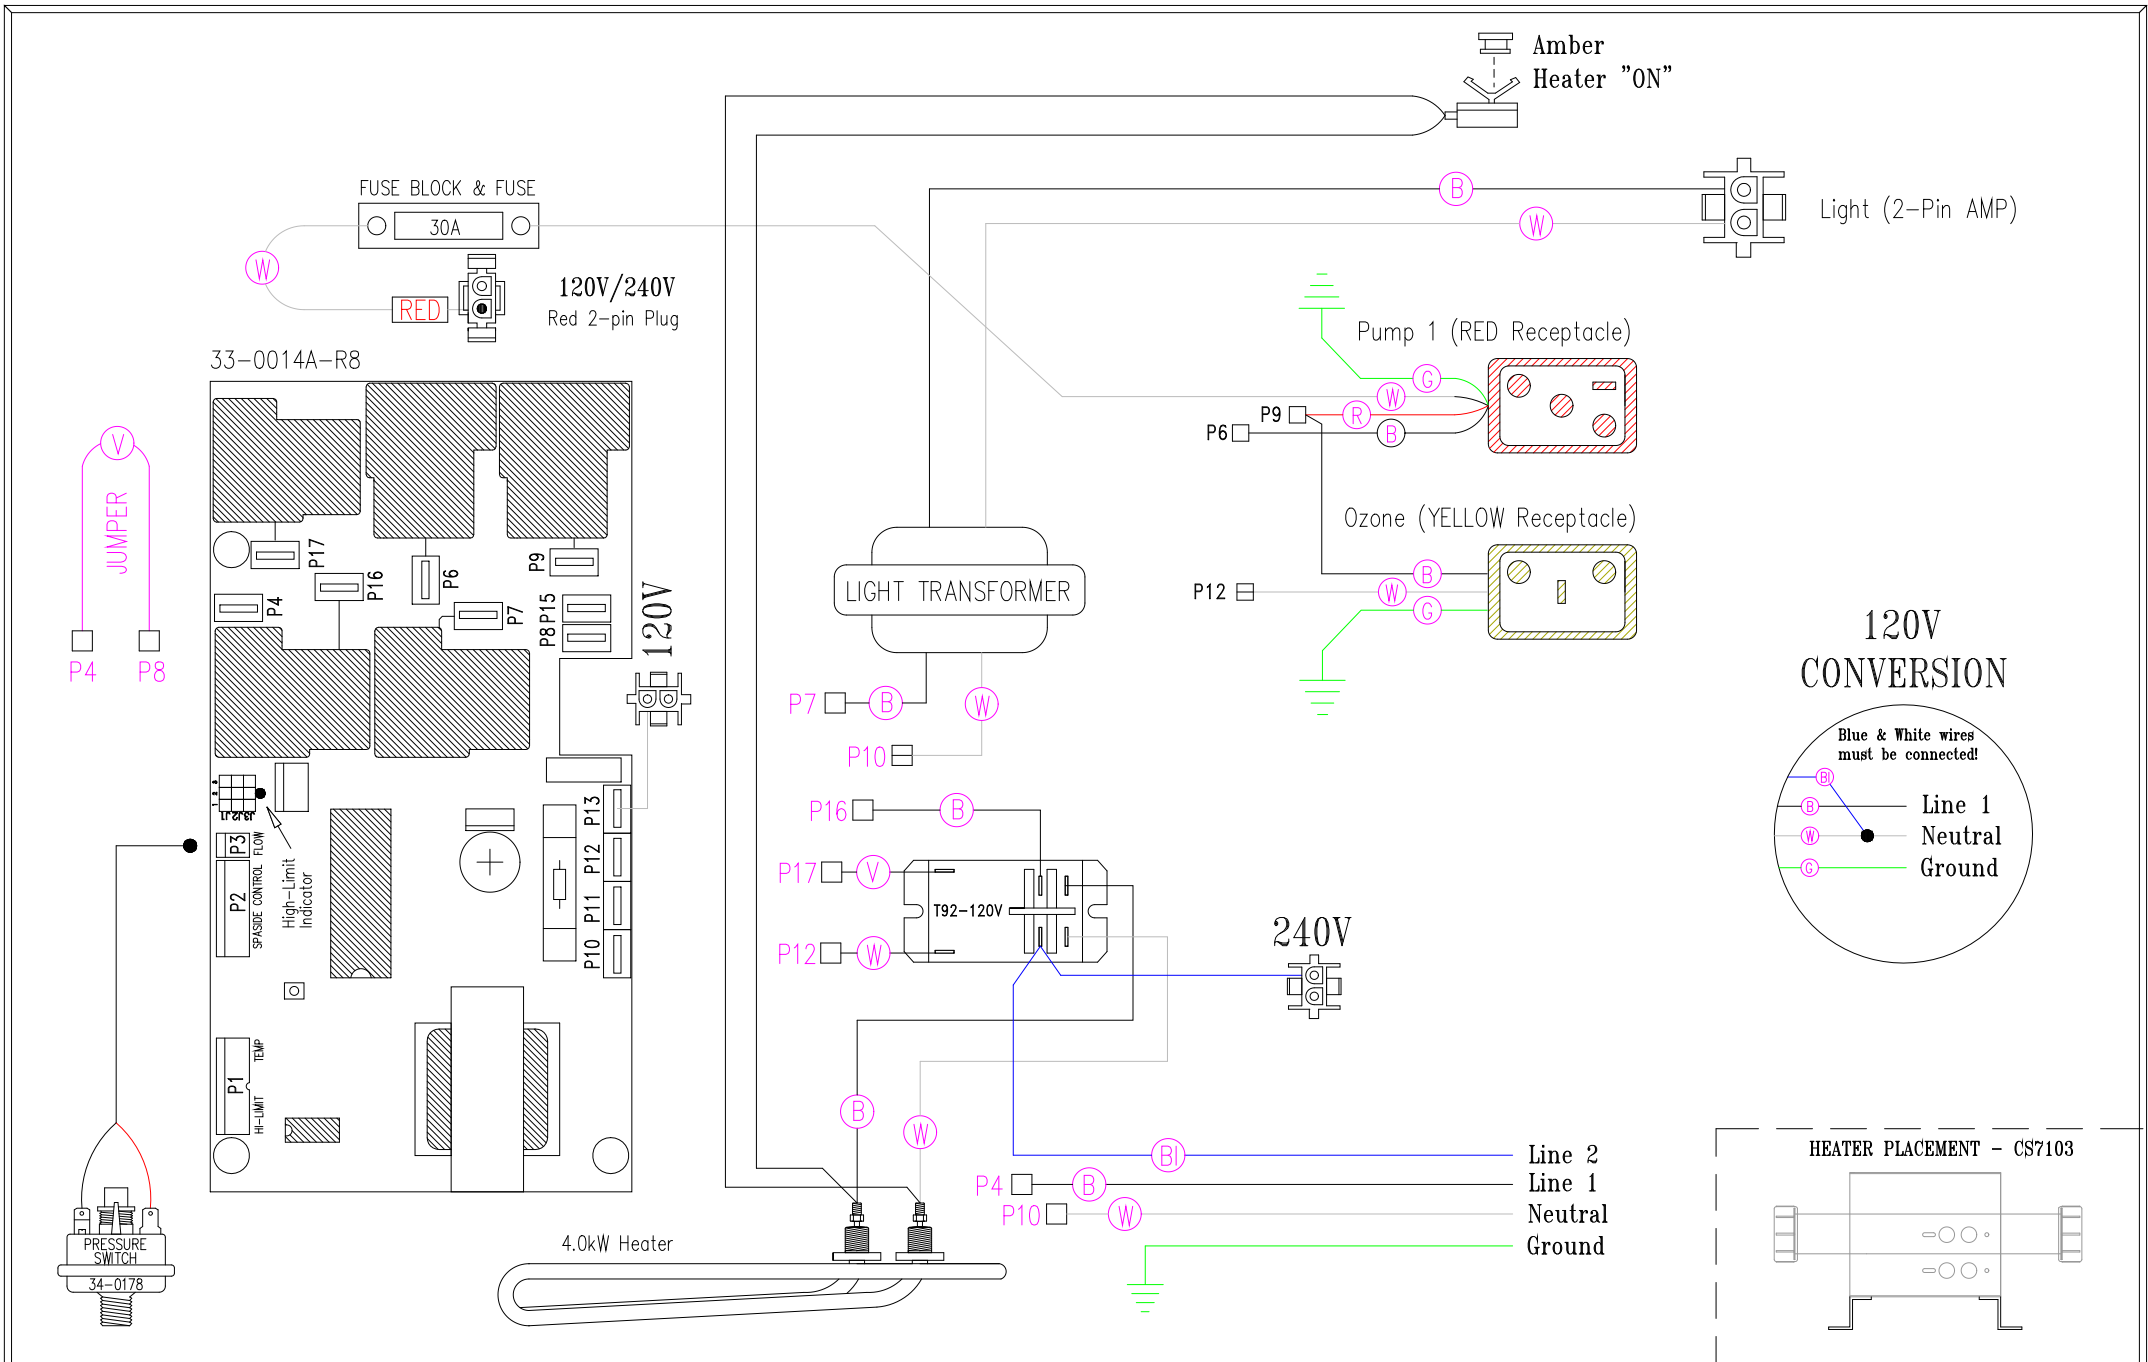 Amber
Heater "ON"
FUSE BLOCK & FUSE
30A
B
W
Light (2-Pin AMP)
W
RED
120V/240V
Red 2-pin Plug
Pump 1 (RED Receptacle)
33-0014A-R8
G
W
P9
R
P6
B
V
JUMPER
P4
P8
P17
P16
P6
P9
P4
P7
P15
P8
120V
Ozone (YELLOW Receptacle)
B
P12
W
G
LIGHT TRANSFORMER
P7
B
W
P10
120V
CONVERSION
Blue & White wires
must be connected!
Bl
B
Line 1
W
Neutral
G
Ground
1 2 3
J3J2J1
P3
FLOW
P2
SPASIDE CONTROL
High-Limit
Indicator
P13
P12
P11
P10
P1
TEMP
HI-LIMIT
P16
B
P17
V
T92-120V
P12
W
240V
B
W
Bl
Line 2
P4
B
Line 1
P10
W
Neutral
Ground
4.0kW Heater
PRESSURE
SWITCH
34-0178
HEATER PLACEMENT - CS7103